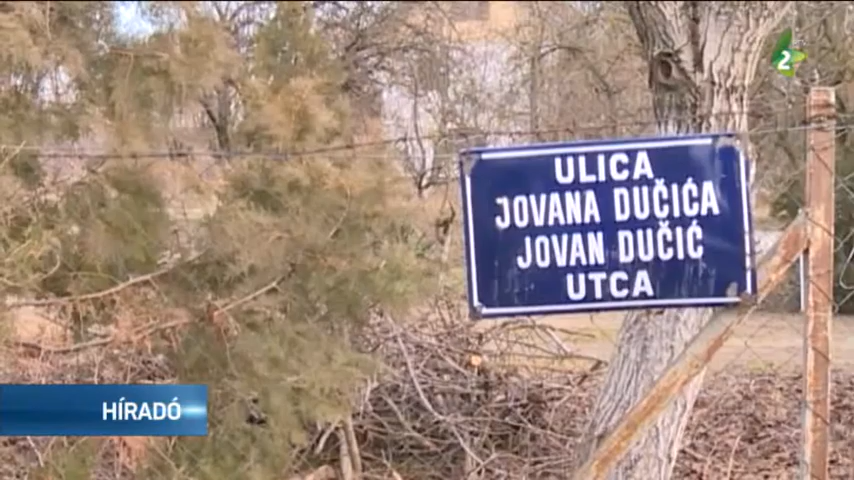 2
ULICA
JOVANA DUČIĆA
JOVAN DUČIĆ
UTCA
HÍRADÓ